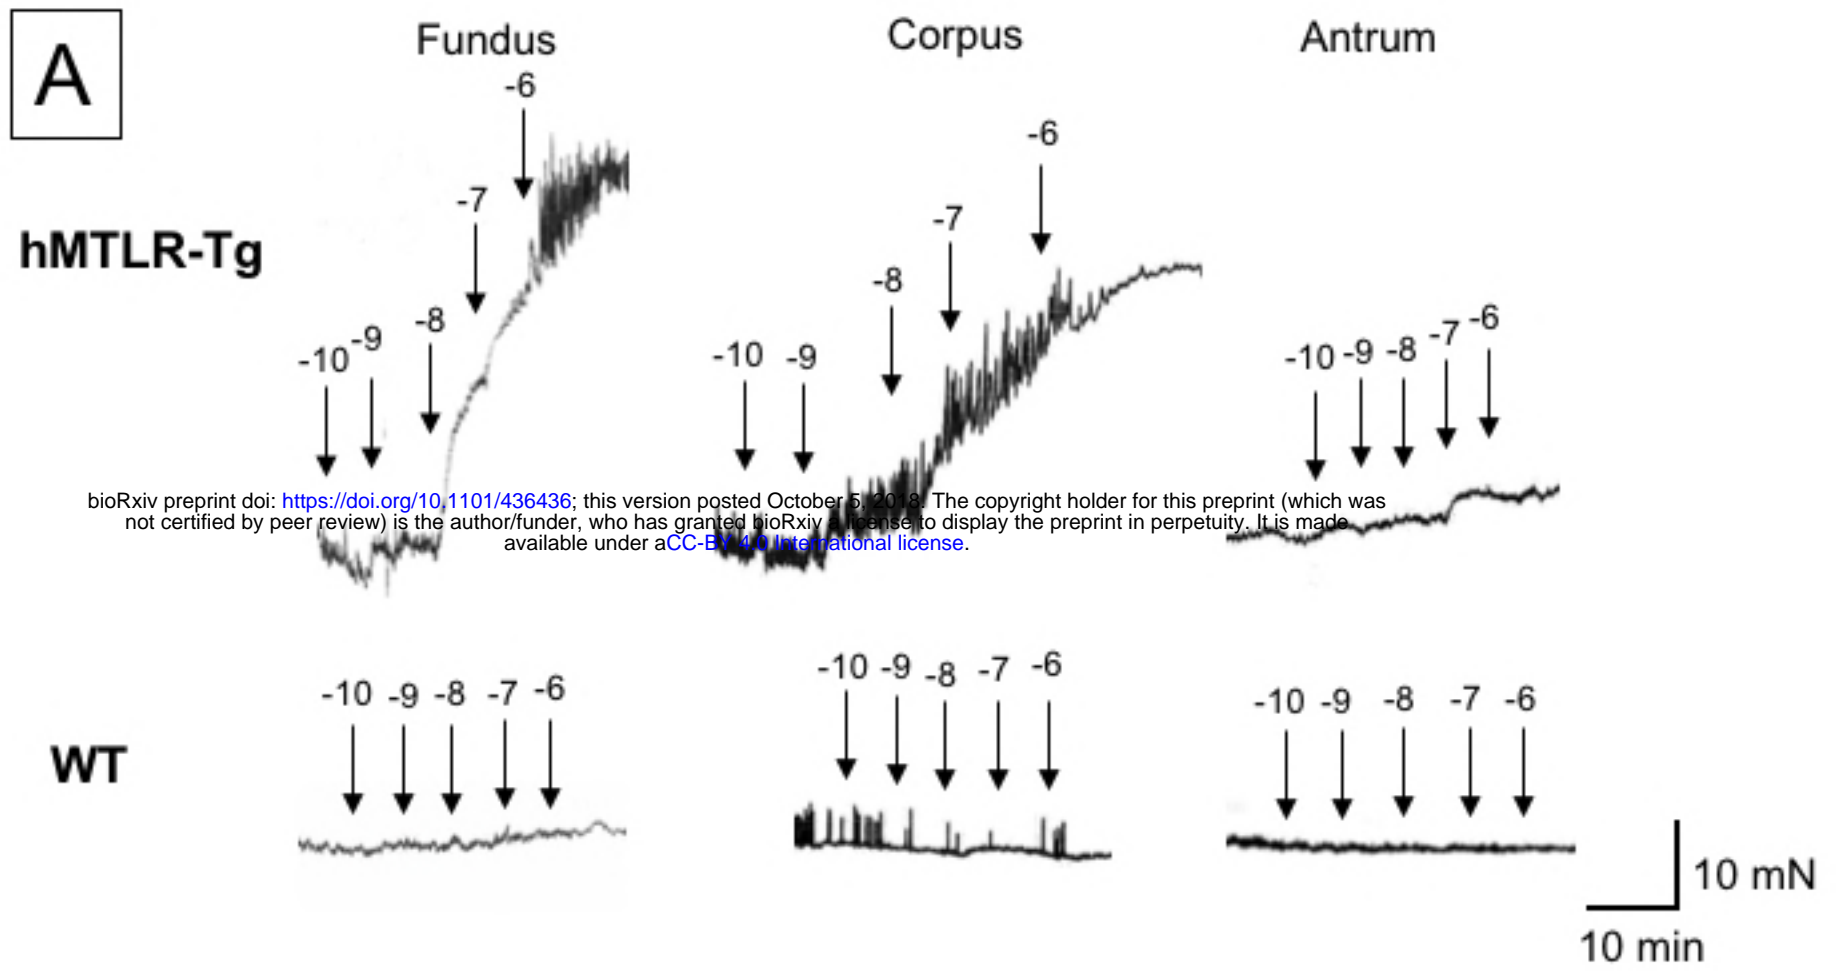 A
Fundus
Corpus
Antrum
-6
-6
-7
-7
-8
-8
-6
-7
-9
-10
-10 -9
-10 -9 -8
hMTLR-Tg
bioRxiv preprint doi: https://doi.org/10.1101/436436; this version posted October 5, 2018. The copyright holder for this preprint (which was
not certified by peer review) is the author/funder, who has granted bioRxiv a license to display the preprint in perpetuity. It is made
available under aCC-BY 4.0 International license.
-10 -9 -8 -7 -6
-10 -9 -8 -7 -6
-10 -9 -8 -7 -6
WT
10 mN
10 min